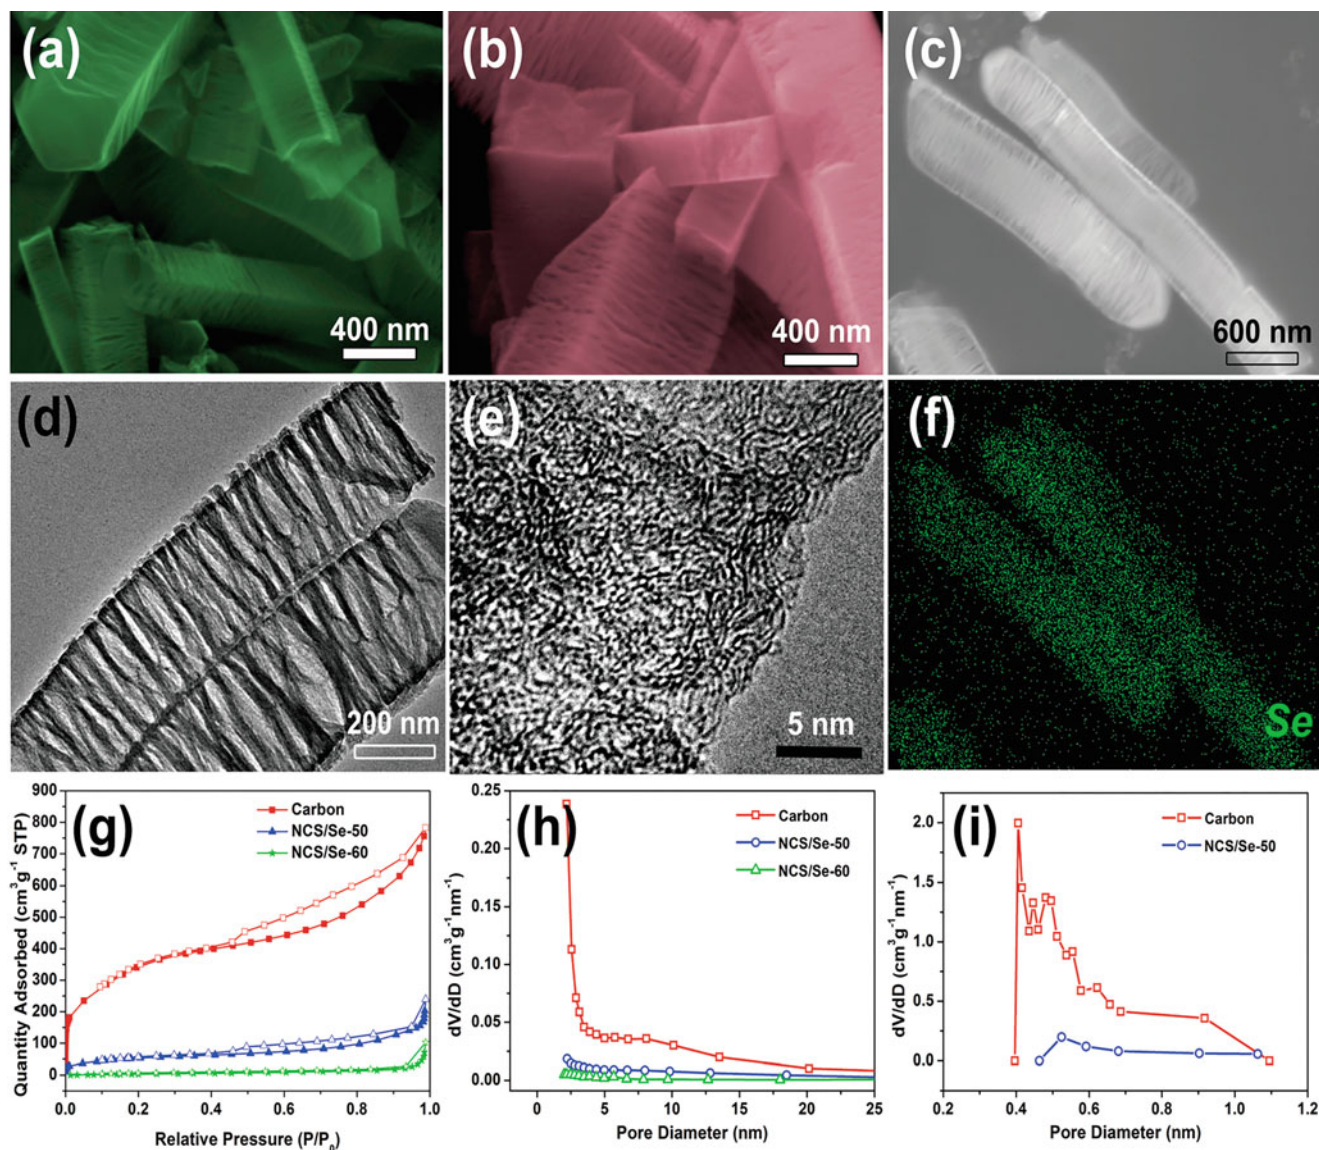 (a)
400 nm
(b)
400 nm
(c)
600 nm
(d)
200 nm
(e)
5 nm
(f)
Se
(g)
Quantity Adsorbed (cm³g⁻¹ STP)
900
800
700
600
500
400
300
200
100
0
Carbon
NCS/Se-50
NCS/Se-60
0.0 0.2 0.4 0.6 0.8 1.0
Relative Pressure (P/P₀)
(h)
dV/dD (cm³g⁻¹nm⁻¹)
0.25
0.20
0.15
0.10
0.05
0.00
Carbon
NCS/Se-50
NCS/Se-60
0 5 10 15 20 25
Pore Diameter (nm)
(i)
dV/dD (cm³g⁻¹nm⁻¹)
2.0
1.5
1.0
0.5
0.0
Carbon
NCS/Se-50
0.2 0.4 0.6 0.8 1.0 1.2
Pore Diameter (nm)